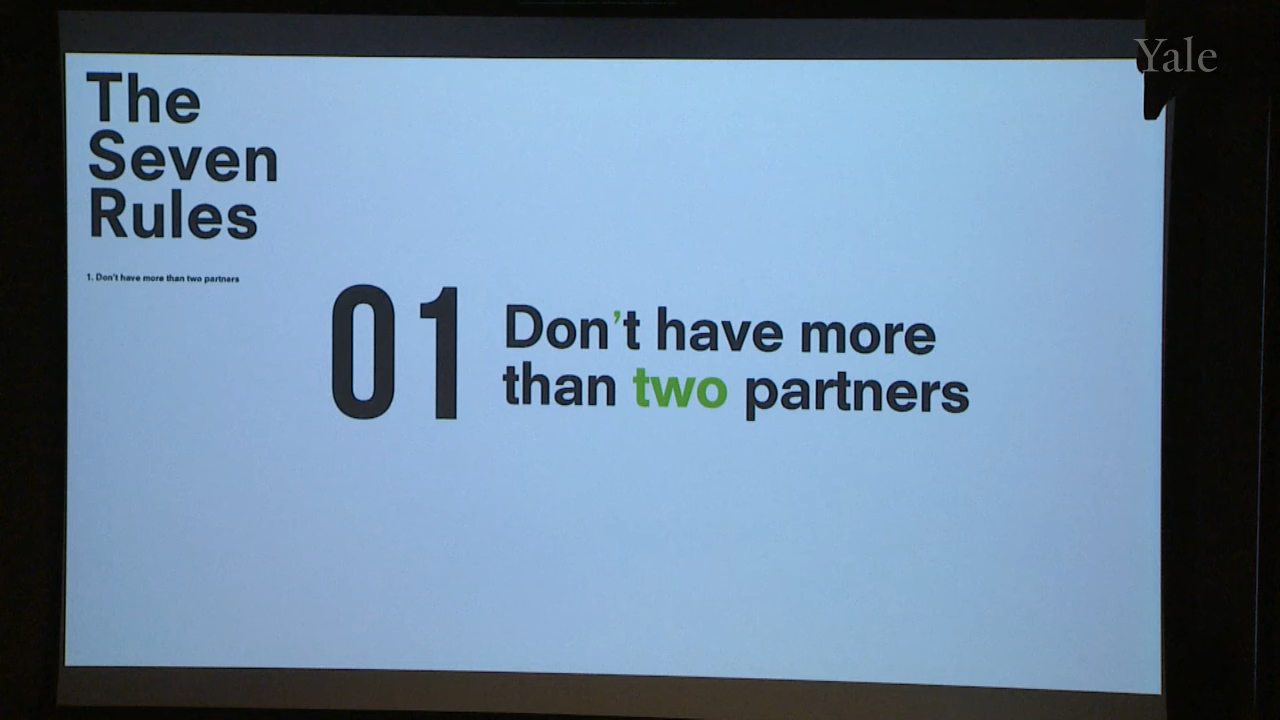 Yale
The
Seven
Rules
1. Don't have more than two partners
01
Don't have more
than two partners